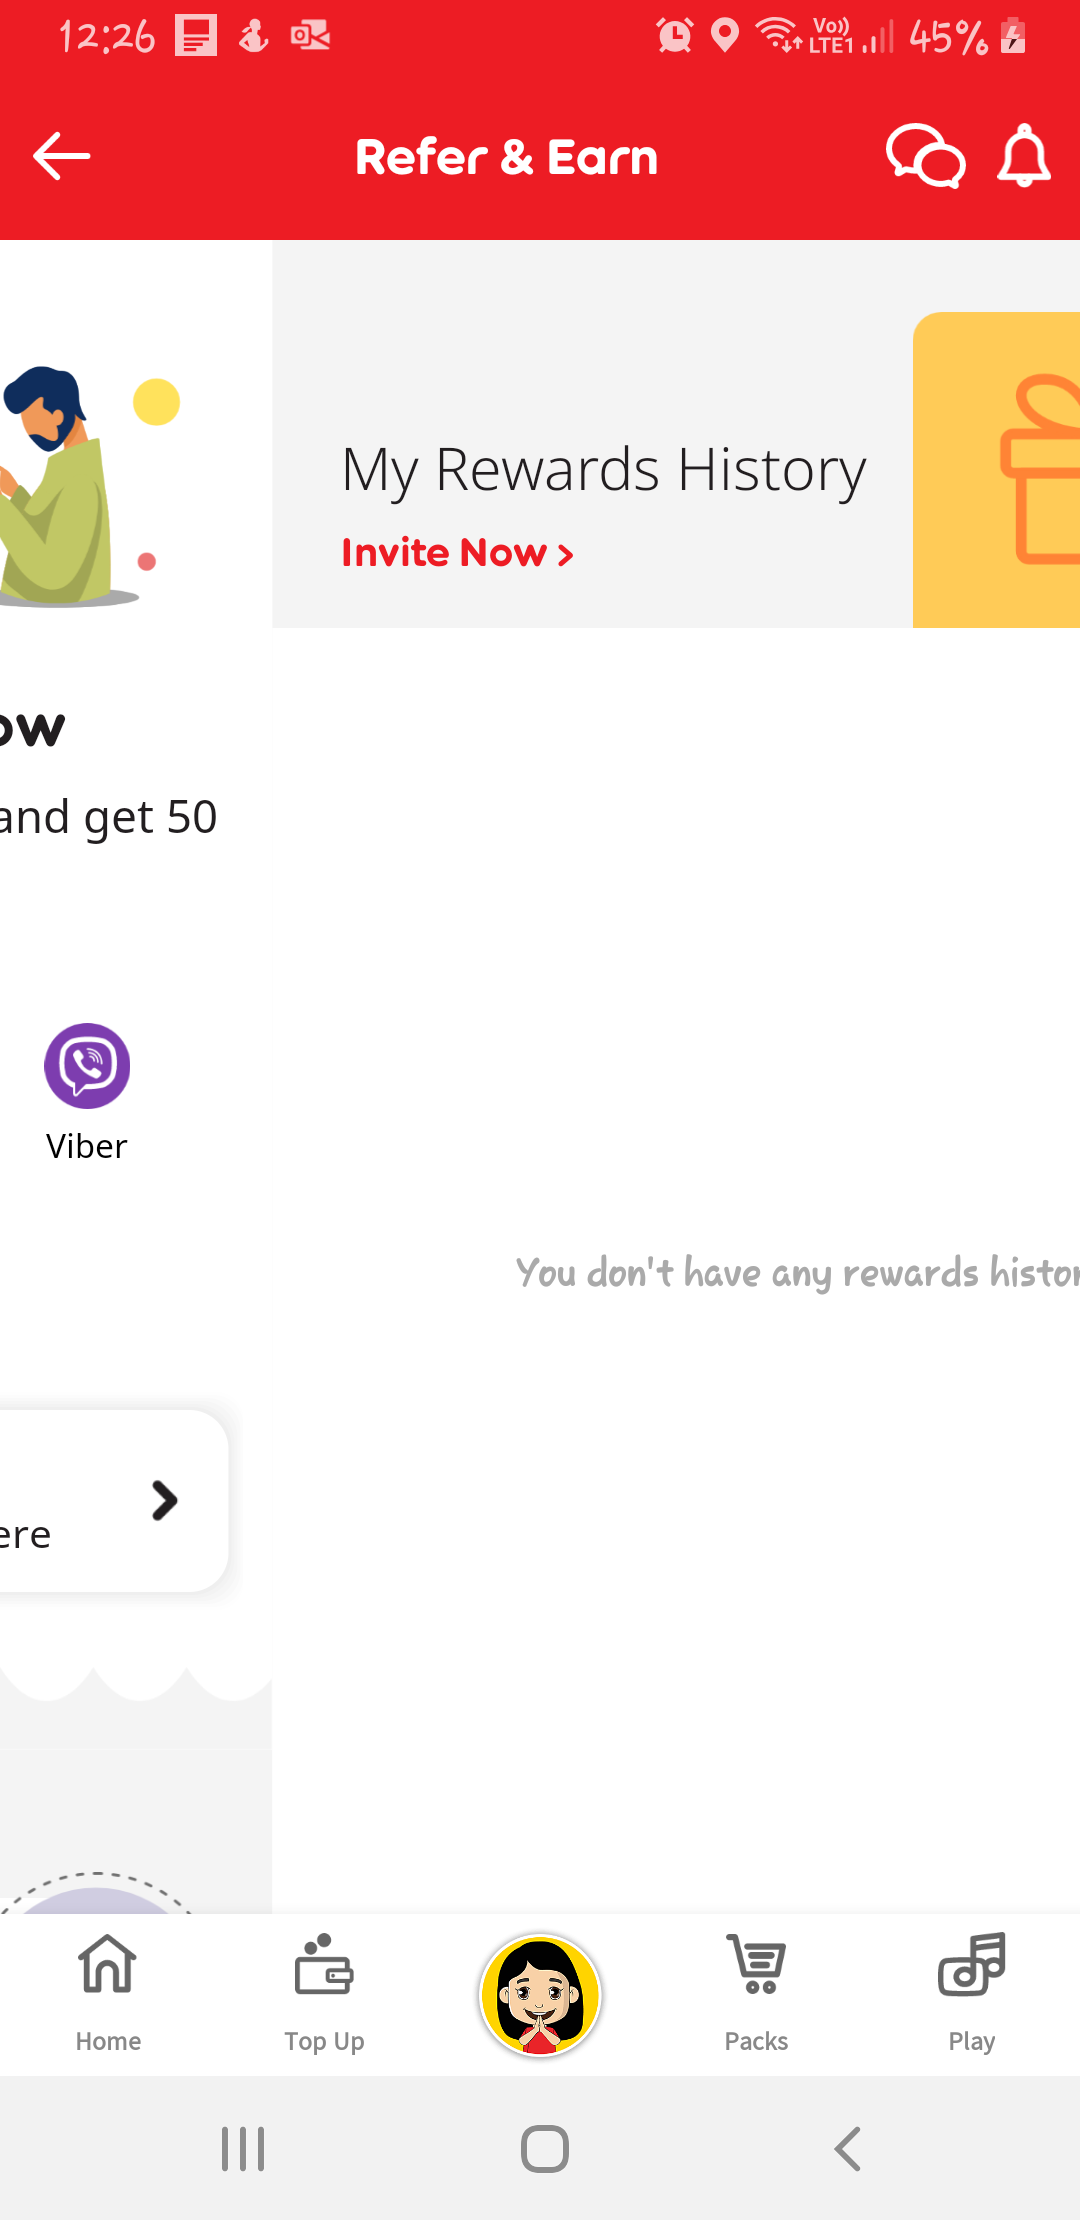 12:26
Vo))
LTE1
45%
Refer & Earn
My Rewards History
Invite Now >
ow
and get 50
Viber
You don't have any rewards histor
ere
Home
Top Up
Packs
Play